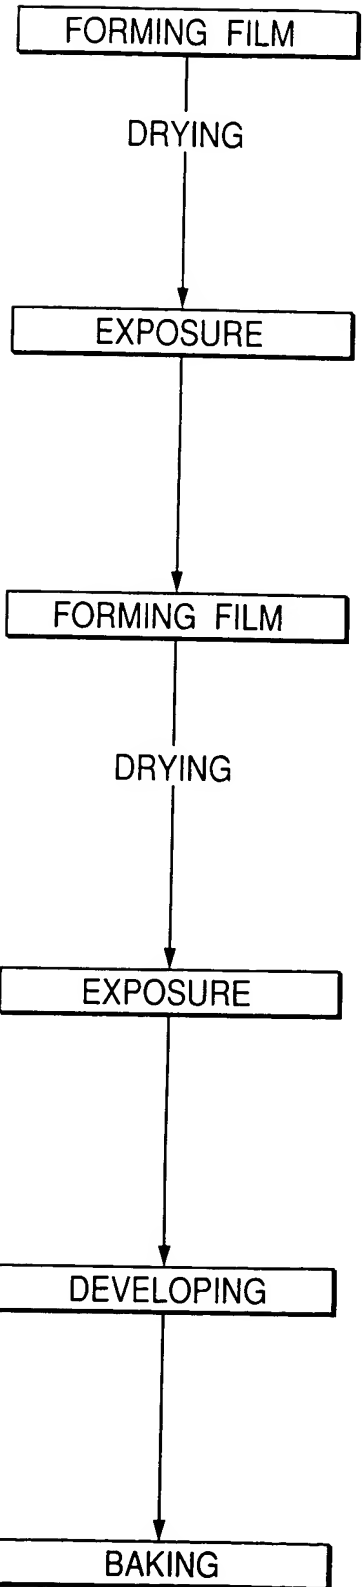 FORMING FILM
DRYING
EXPOSURE
FORMING FILM
DRYING
EXPOSURE
DEVELOPING
BAKING